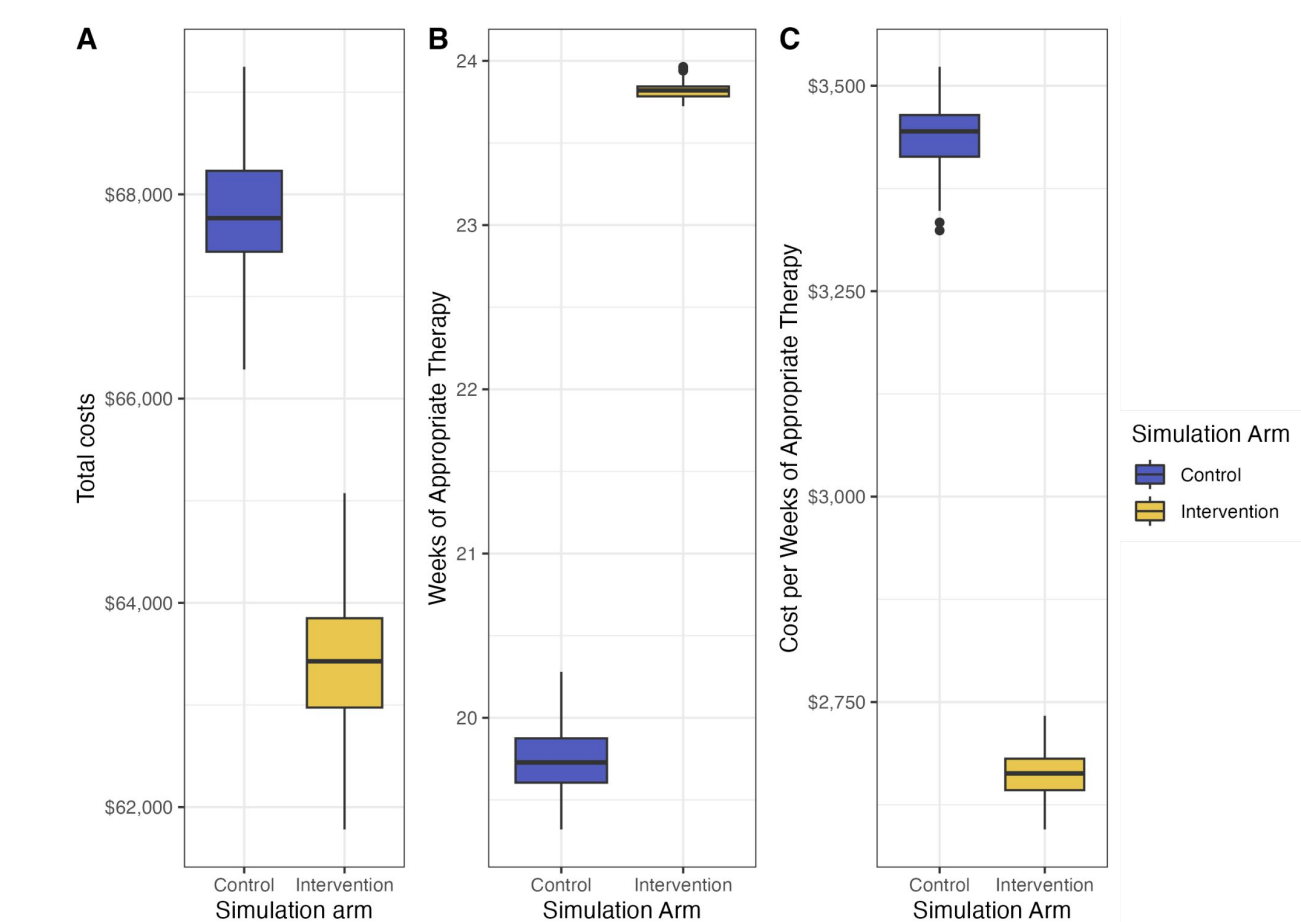 A
Total costs
$68,000
$66,000
$64,000
$62,000
Control
Intervention
Simulation arm
B
Weeks of Appropriate Therapy
24
23
22
21
20
Control
Intervention
Simulation Arm
C
Cost per Weeks of Appropriate Therapy
$3,500
$3,250
$3,000
$2,750
Control
Intervention
Simulation Arm
Simulation Arm
Control
Intervention